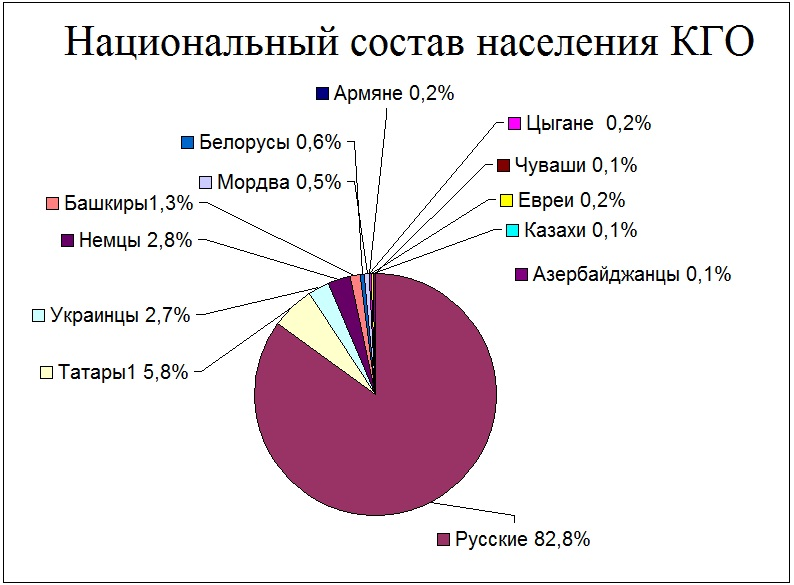 Национальный состав населения КГО
Армяне 0,2%
Цыгане  0,2%
Белорусы 0,6%
Чуваши 0,1%
Мордва 0,5%
Евреи 0,2%
Башкиры1,3%
Казахи 0,1%
Немцы 2,8%
Азербайджанцы 0,1%
Украинцы 2,7%
Татары1 5,8%
Русские 82,8%